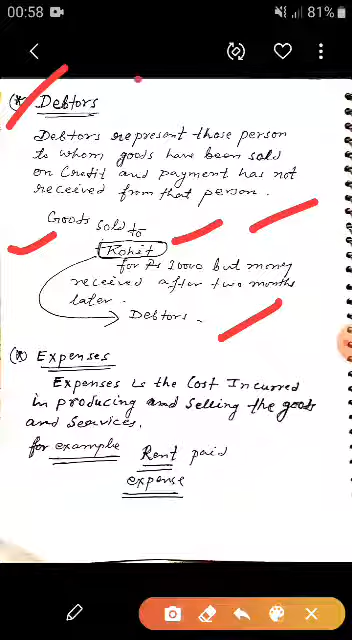 00:58
81%
(*) Debtors
Debtors represent those person
to whom goods have been sold
on credit and payment has not
received from that person.
Goods sold to
Rohit
for Rs 10000 but money
received after two months
later.
Debtors.
(*) Expenses
Expenses is the Cost Incurred
in producing and selling the goods
and services.
for example Rent paid
expense